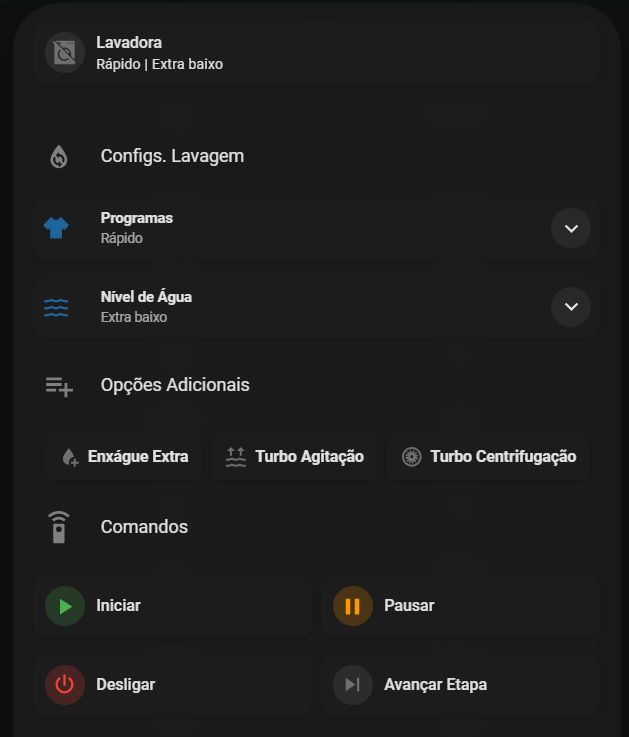 Lavadora
Rápido | Extra baixo
Configs. Lavagem
Programas
Rápido
Nível de Água
Extra baixo
Opções Adicionais
Enxágue Extra
Turbo Agitação
Turbo Centrifugação
Comandos
Iniciar
Pausar
Desligar
Avançar Etapa